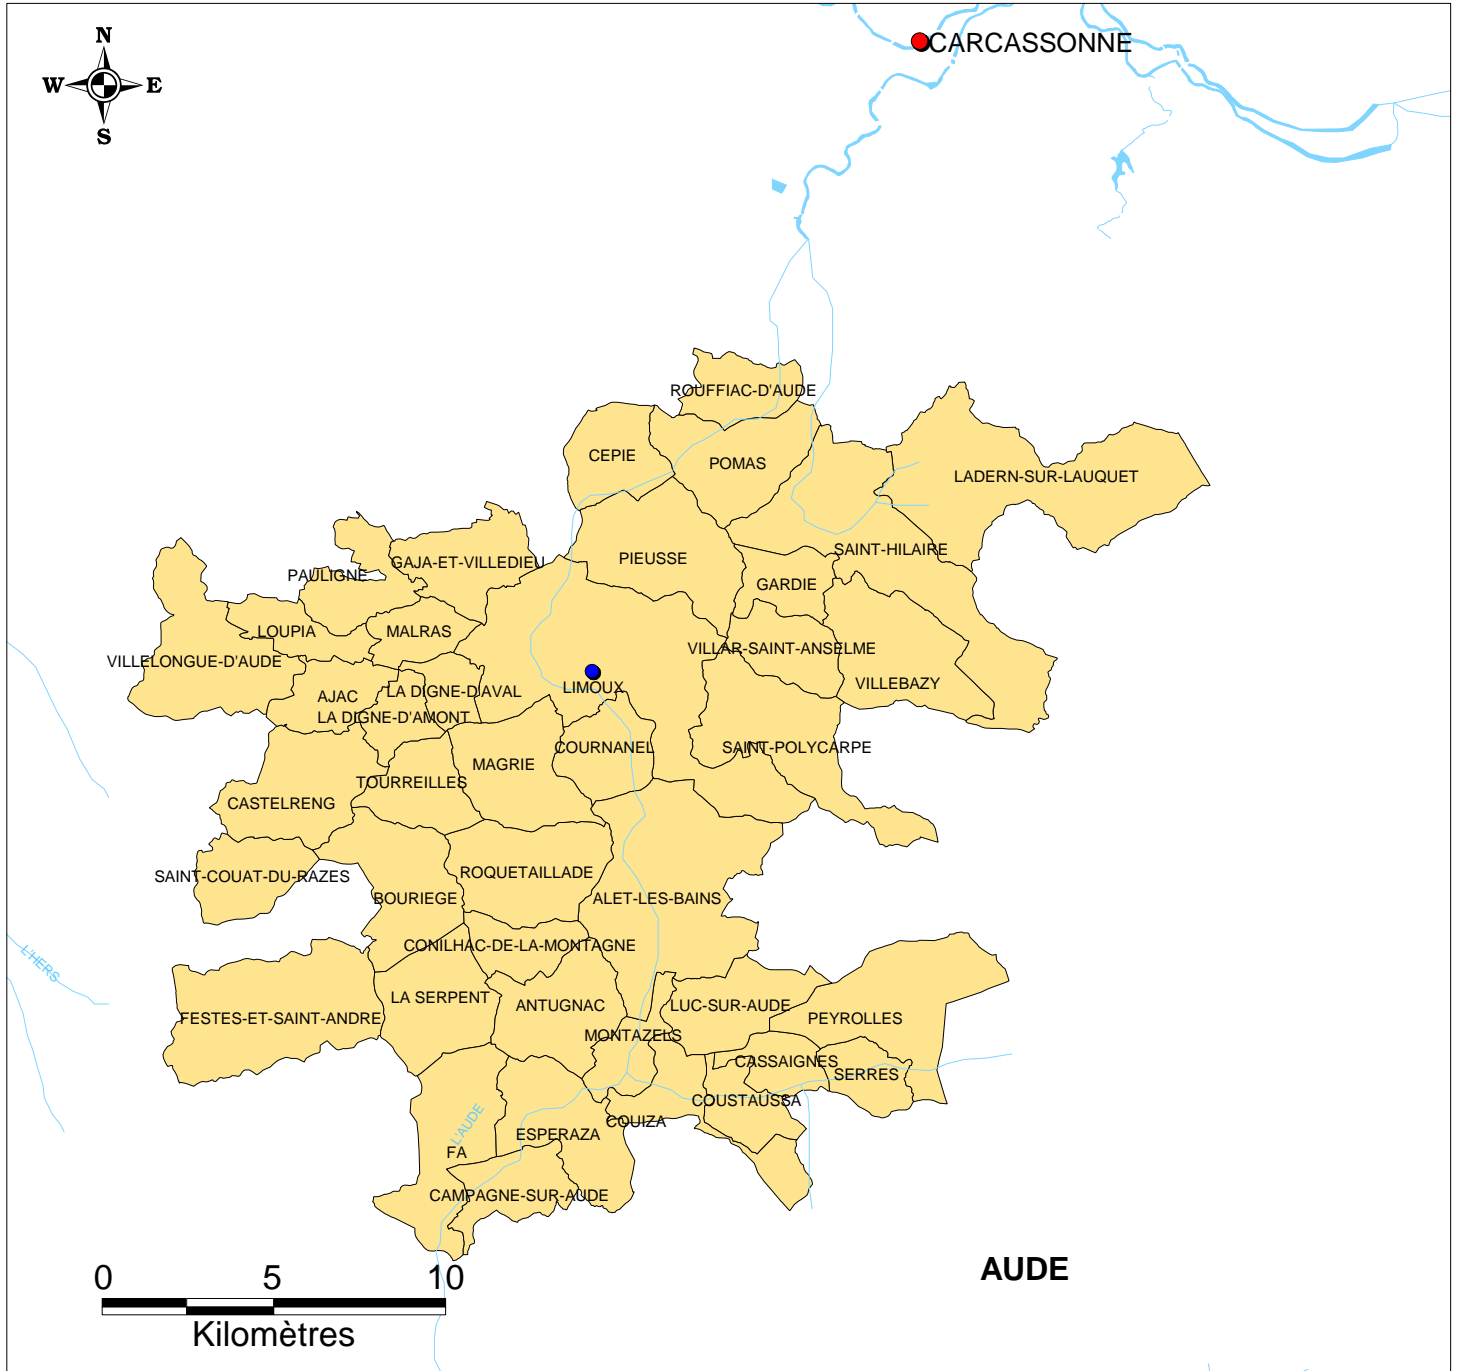 CARCASSONNE
N
W E
S
ROUFFIAC-D'AUDE
CEPIE
POMAS
LADERN-SUR-LAUQUET
SAINT-HILAIRE
PIEUSSE
GAJA-ET-VILLEDIEU
PAULIGNE
GARDIE
LOUPIA
MALRAS
VILLAR-SAINT-ANSELME
VILLELONGUE-D'AUDE
VILLEBAZY
LIMOUX
LA DIGNE-D'AVAL
AJAC
LA DIGNE-D'AMONT
COURNANEL
SAINT-POLYCARPE
MAGRIE
TOURREILLES
CASTELRENG
ROQUETAILLADE
SAINT-COUAT-DU-RAZES
BOURIEGE
ALET-LES-BAINS
CONILHAC-DE-LA-MONTAGNE
L'HERS
LA SERPENT
ANTUGNAC
LUC-SUR-AUDE
FESTES-ET-SAINT-ANDRE
PEYROLLES
MONTAZELS
CASSAIGNES
SERRES
COUSTAUSSA
COUIZA
L'AUDE
ESPERAZA
FA
CAMPAGNE-SUR-AUDE
AUDE
0 5 10
Kilomètres